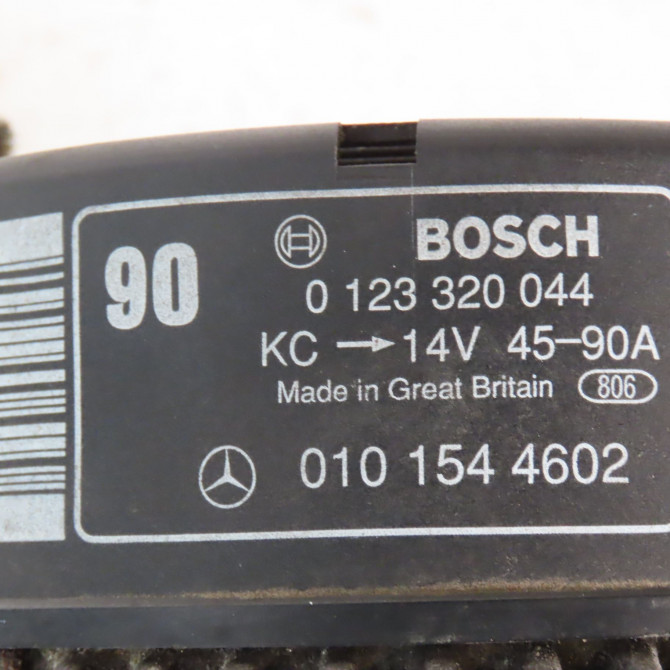 90
BOSCH
0 123 320 044
KC → 14V 45-90A
Made in Great Britain 806
010 154 4602